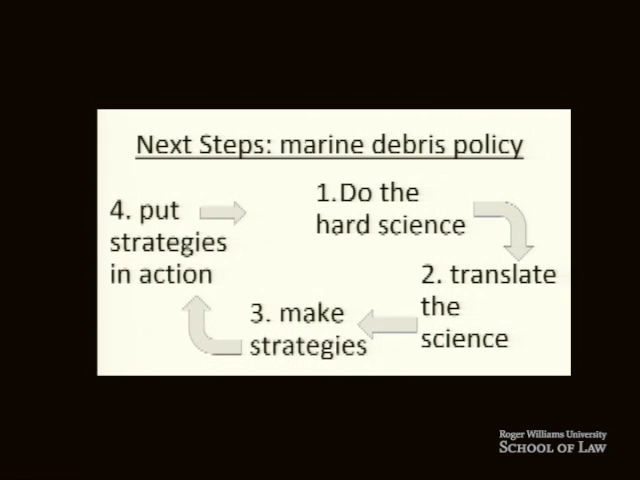 Next Steps: marine debris policy
1.Do the
hard science
2. translate
the
science
3. make
strategies
4. put
strategies
in action
Roger Williams University
SCHOOL OF LAW